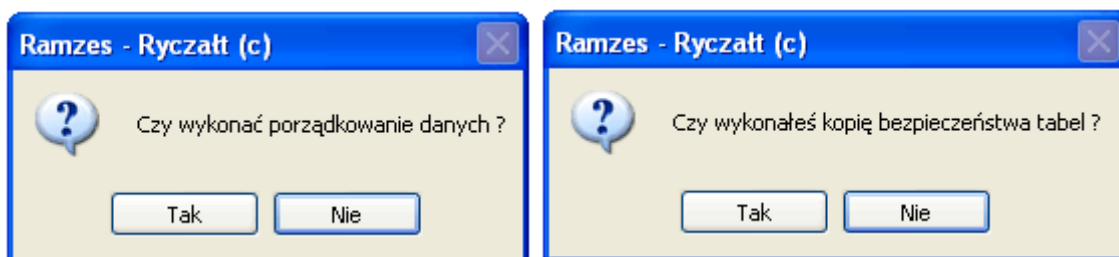 Ramzes - Ryczałt (c)
Czy wykonać porządkowanie danych ?
Tak
Nie
Ramzes - Ryczałt (c)
Czy wykonałeś kopię bezpieczeństwa tabel ?
Tak
Nie